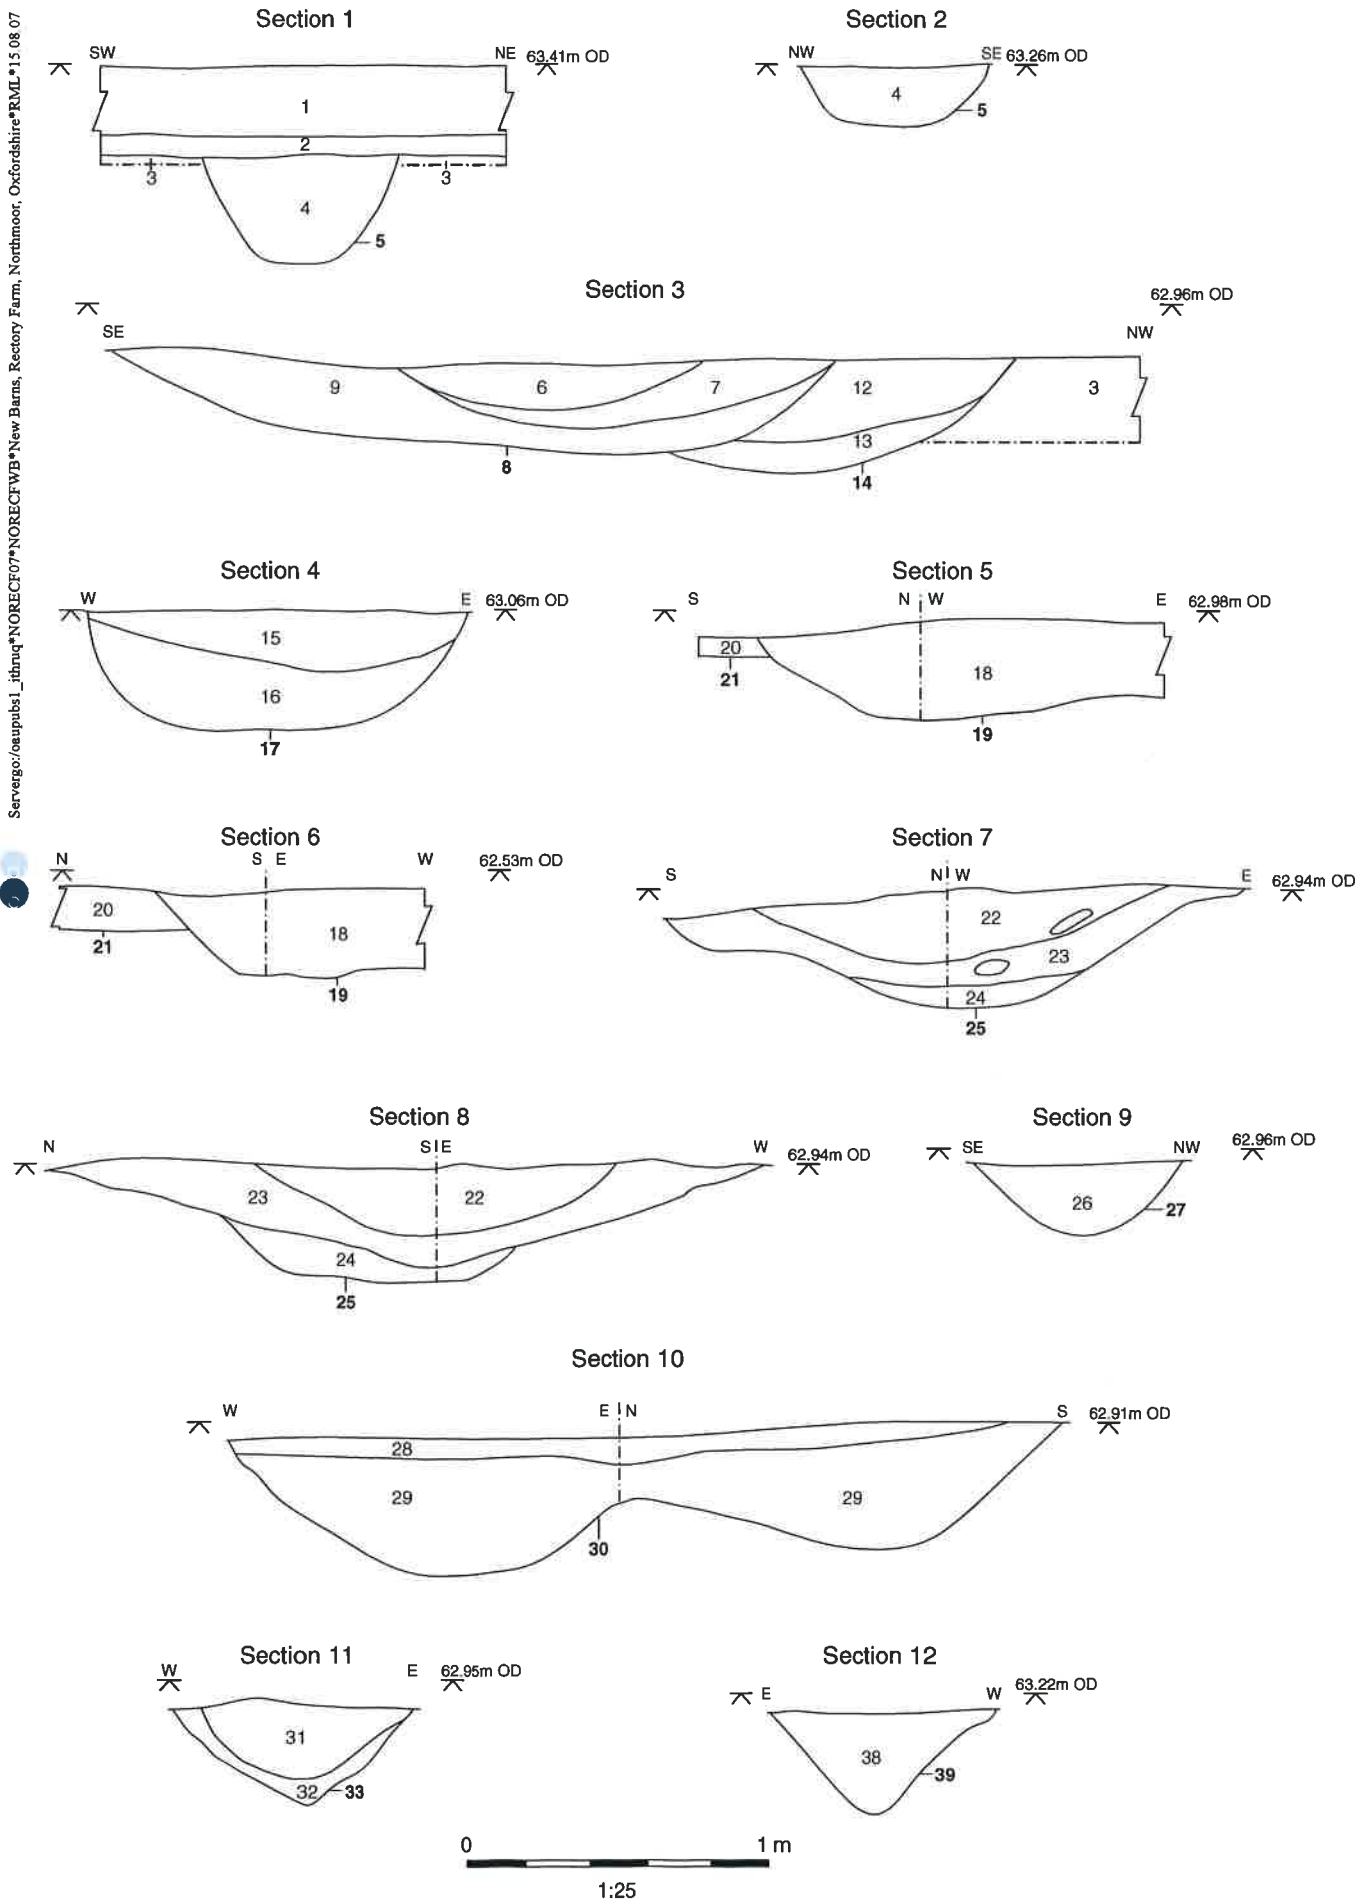 Servergo:/oaupubs1_ithruq*NORECF07*NORECFWB*New Barns, Rectory Farm, Northmoor, Oxfordshire*RML*15.08.07
Section 1
SW
NE 63.41m OD
1
2
3
3
4
5
Section 2
NW
SE 63.26m OD
4
5
Section 3
62.96m OD
SE
NW
9
6
7
12
3
13
8
14
Section 4
W
E 63.06m OD
15
16
17
Section 5
S
N W
E 62.98m OD
20
21
18
19
Section 6
N
S E
W
62.53m OD
20
21
18
19
Section 7
S
N W
E 62.94m OD
22
23
24
25
Section 8
N
S E
W 62.94m OD
23
22
24
25
Section 9
SE
NW
62.96m OD
26
27
Section 10
W
E N
S 62.91m OD
28
29
29
30
Section 11
W
E 62.95m OD
31
32
33
Section 12
E
W 63.22m OD
38
39
0
1 m
1:25